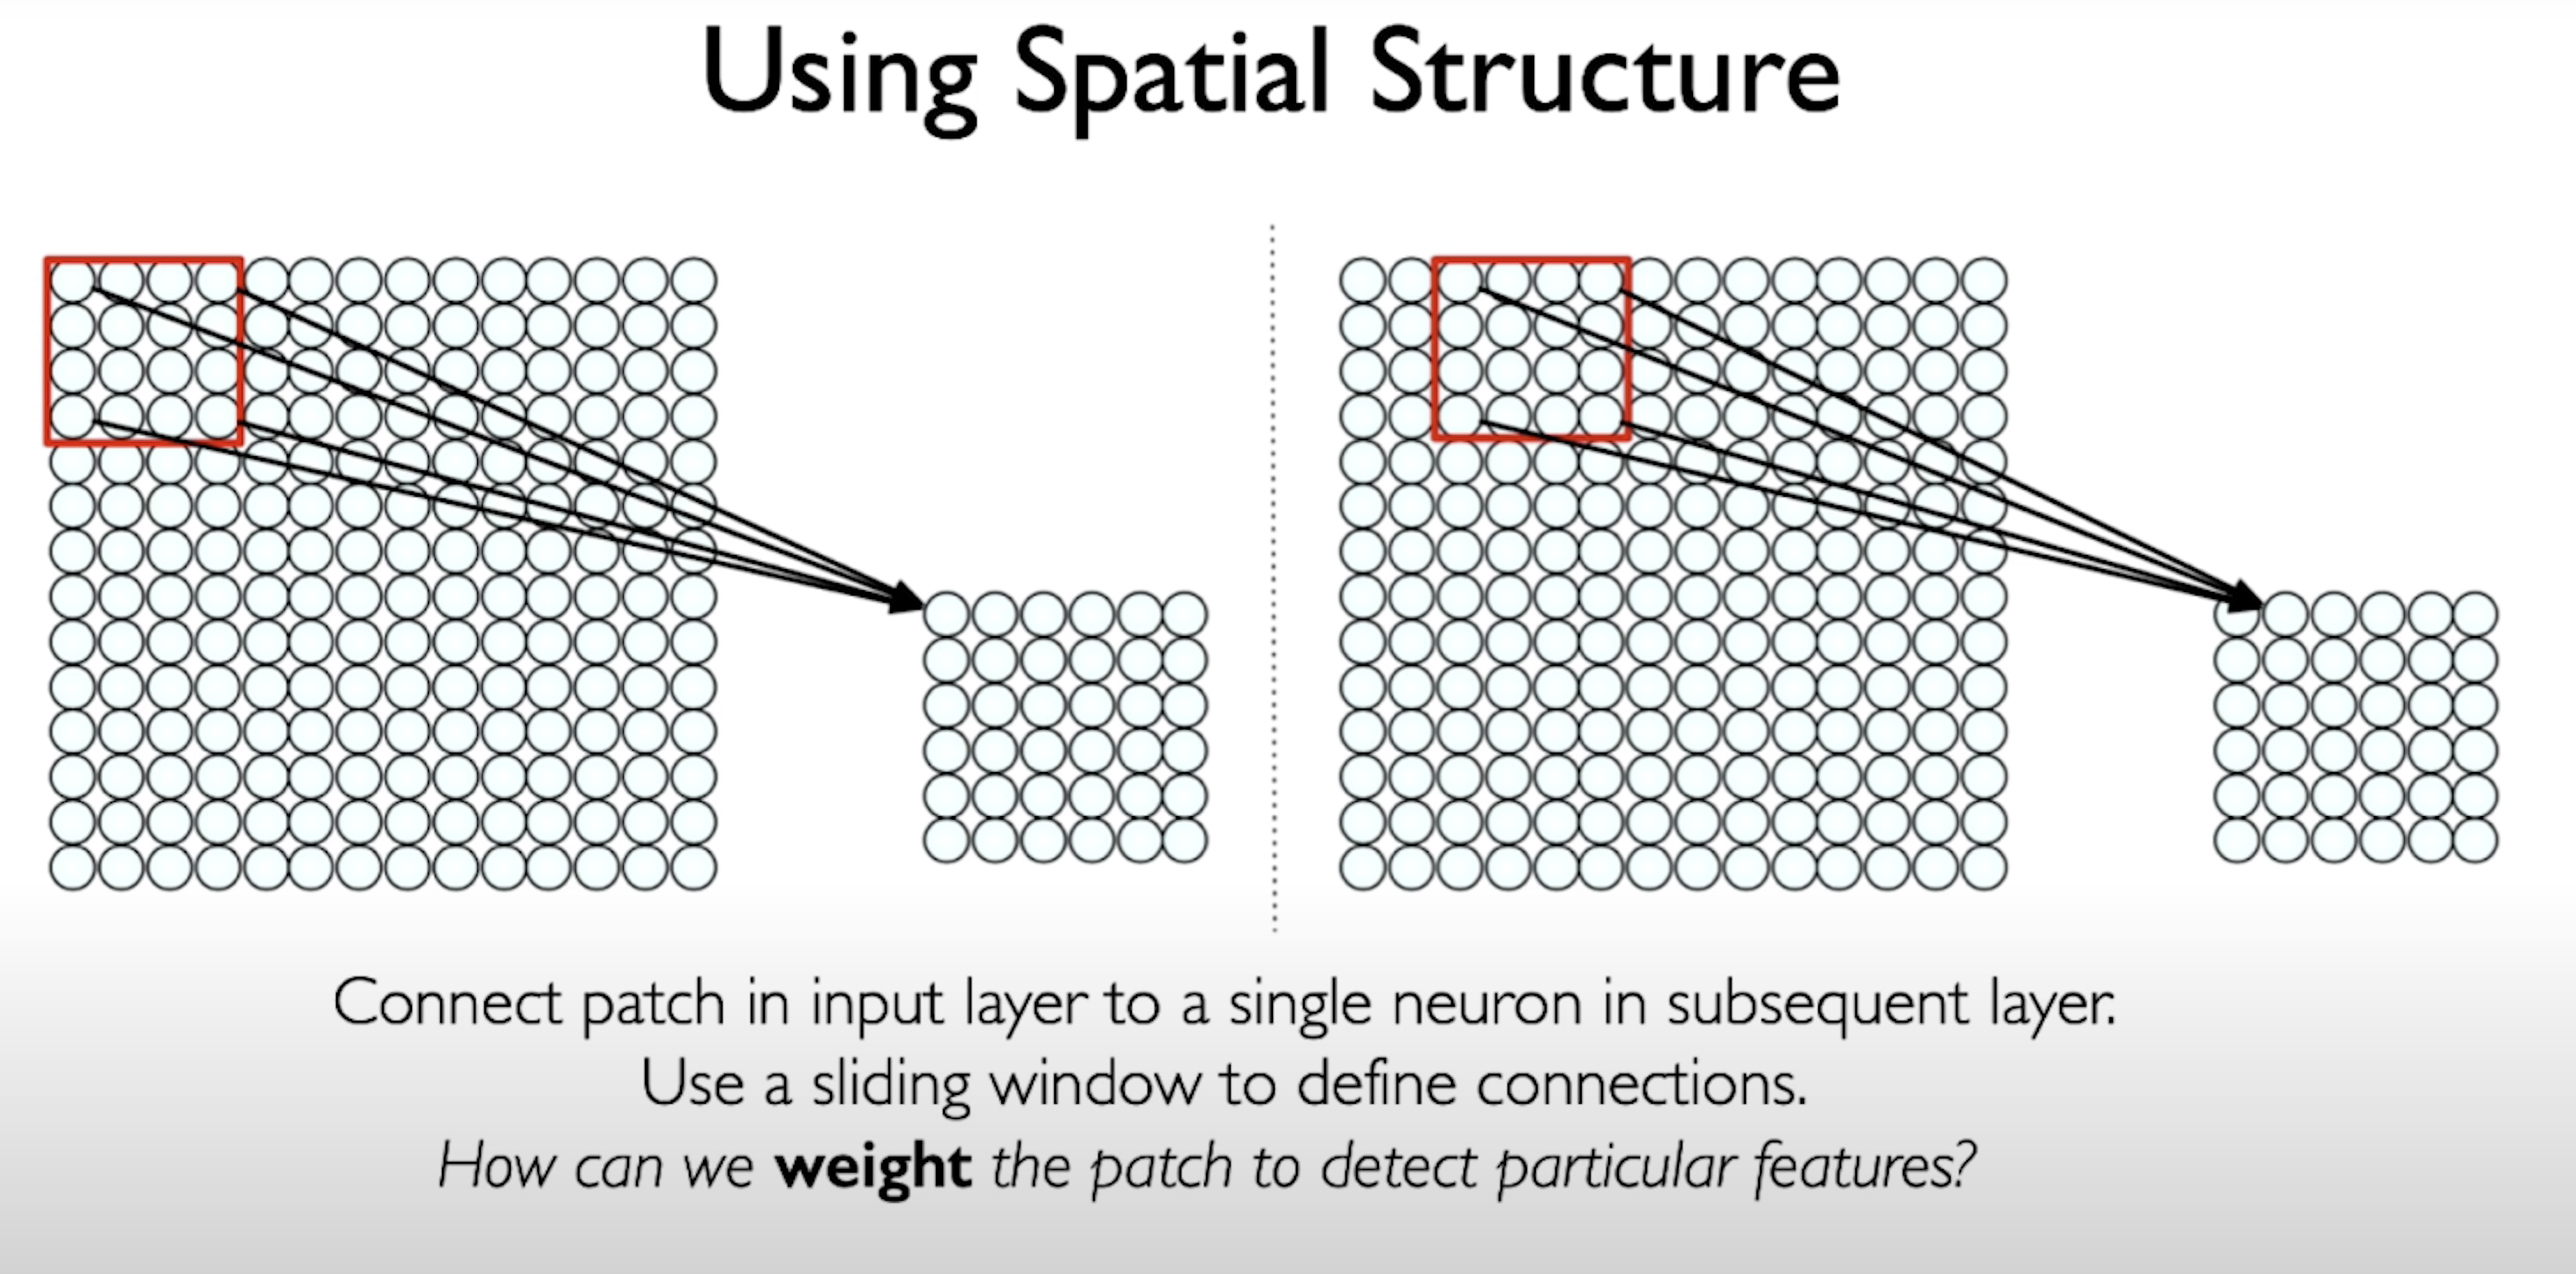 Using Spatial Structure
Connect patch in input layer to a single neuron in subsequent layer.
Use a sliding window to define connections.
How can we weight the patch to detect particular features?